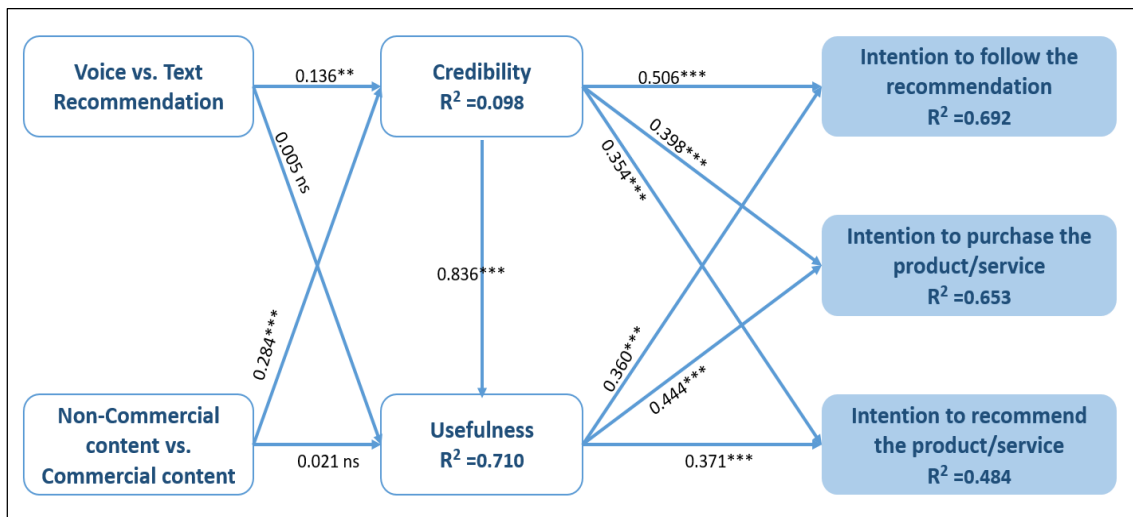 Voice vs. Text
Recommendation
0.136**
Credibility
R² =0.098
0.506***
Intention to follow the
recommendation
R² =0.692
0.005 ns
0.398***
0.354***
0.836***
Intention to purchase the
product/service
R² =0.653
0.284***
0.360***
0.444***
Non-Commercial
content vs.
Commercial content
0.021 ns
Usefulness
R² =0.710
0.371***
Intention to recommend
the product/service
R² =0.484